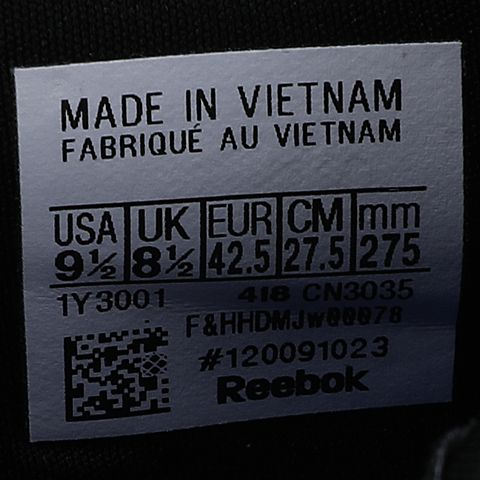 MADE IN VIETNAM
FABRIQUÉ AU VIETNAM
USA UK EUR CM mm
9½ 8½ 42.5 27.5 275
1Y3001 418 CN3035
F&HHDMJw00078
#120091023
Reebok